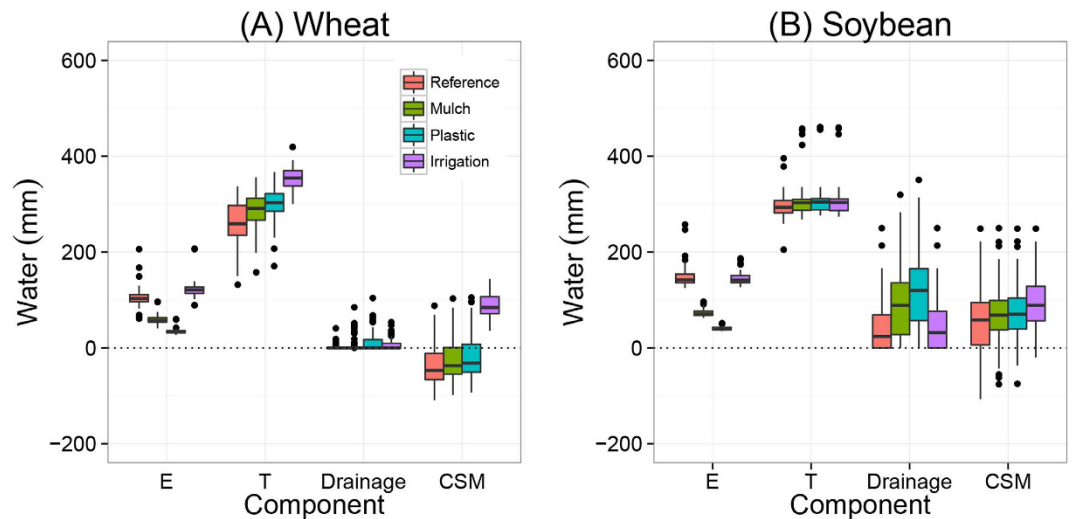 (A) Wheat
Water (mm)
600
400
200
0
−200
Reference
Mulch
Plastic
Irrigation
E T Drainage CSM
Component
(B) Soybean
Water (mm)
600
400
200
0
−200
E T Drainage CSM
Component